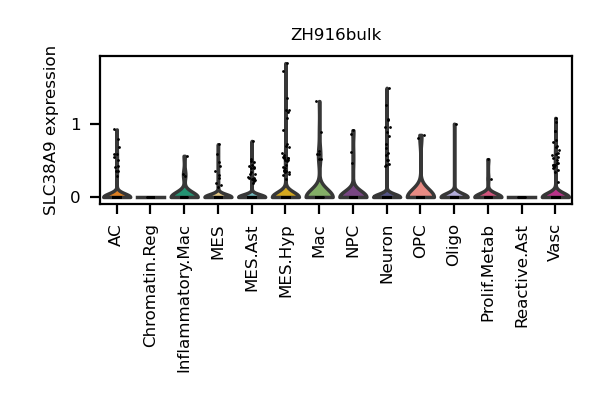 ZH916bulk
SLC38A9 expression
1
0
AC
Chromatin.Reg
Inflammatory.Mac
MES
MES.Ast
MES.Hyp
Mac
NPC
Neuron
OPC
Oligo
Prolif.Metab
Reactive.Ast
Vasc